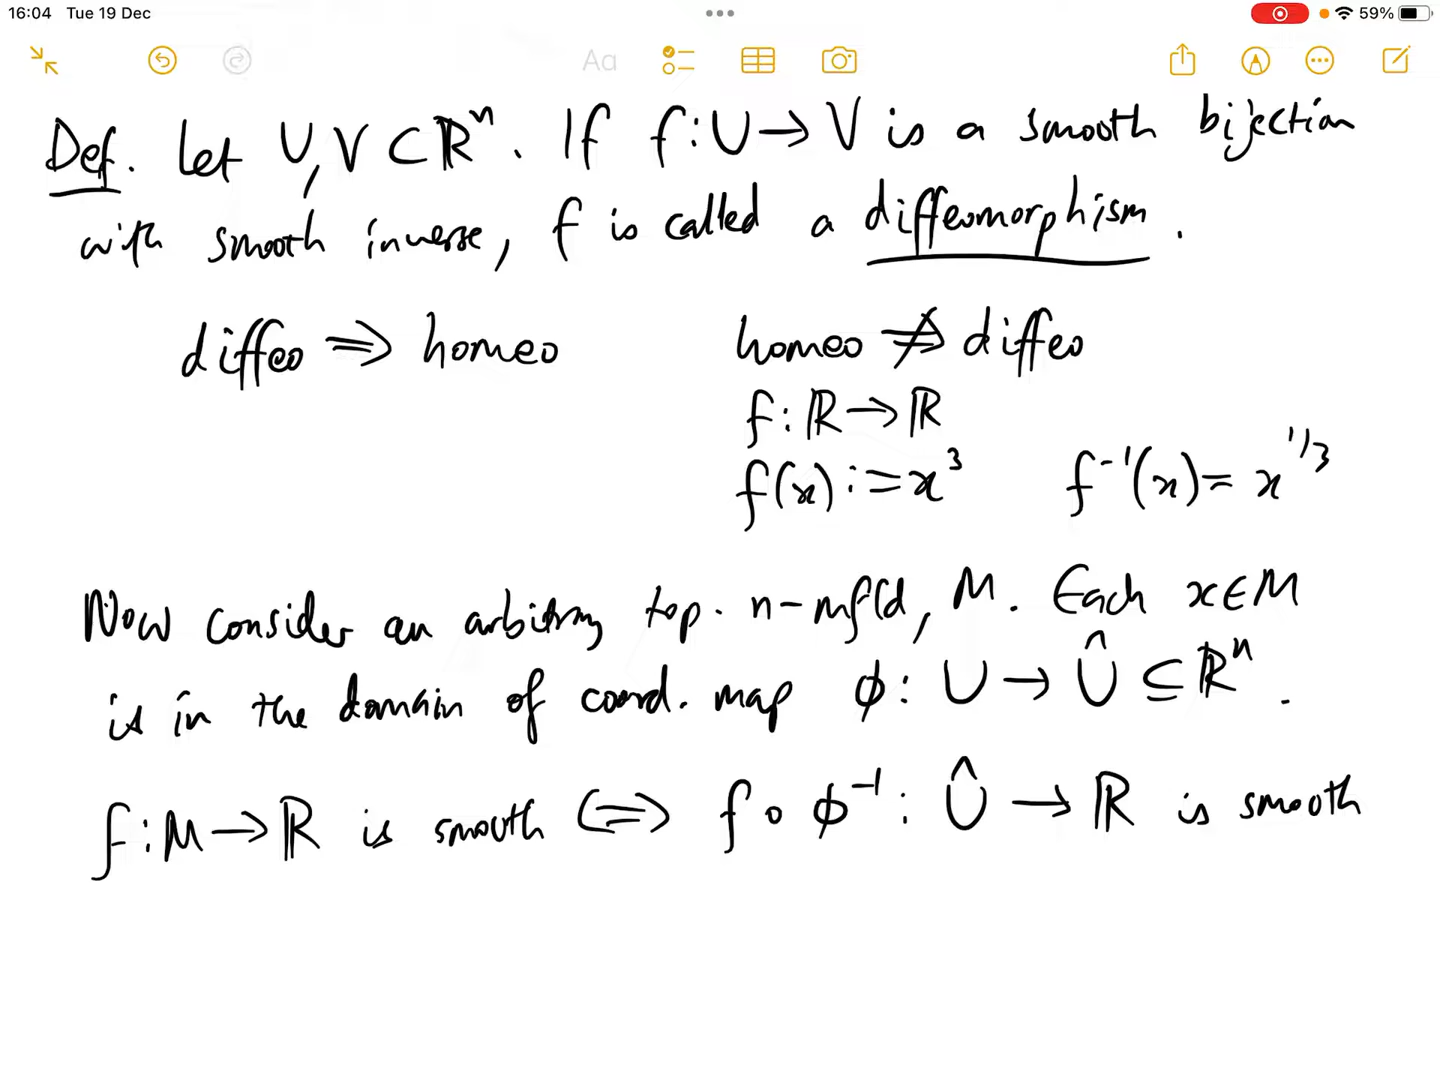 16:04 Tue 19 Dec
59%
Aa
Def. let U, V ⊂ ℝⁿ. If f: U → V is a smooth bijection
with smooth inverse, f is called a diffeomorphism.
diffeo ⟹ homeo homeo ⇏ diffeo
f: ℝ → ℝ
f(x) := x³ f⁻¹(x) = x^{1/3}
Now consider an arbitrary top. n-mfld, M. Each x ∈ M
is in the domain of coord. map ϕ: U → Û ⊆ ℝⁿ.
f: M → ℝ is smooth ⟺ f ∘ ϕ⁻¹: Û → ℝ is smooth